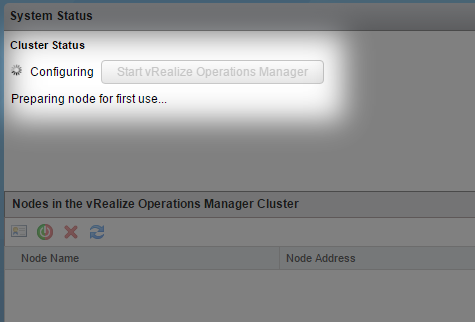 System Status
Cluster Status
Configuring Start vRealize Operations Manager
Preparing node for first use...
Nodes in the vRealize Operations Manager Cluster
Node Name Node Address